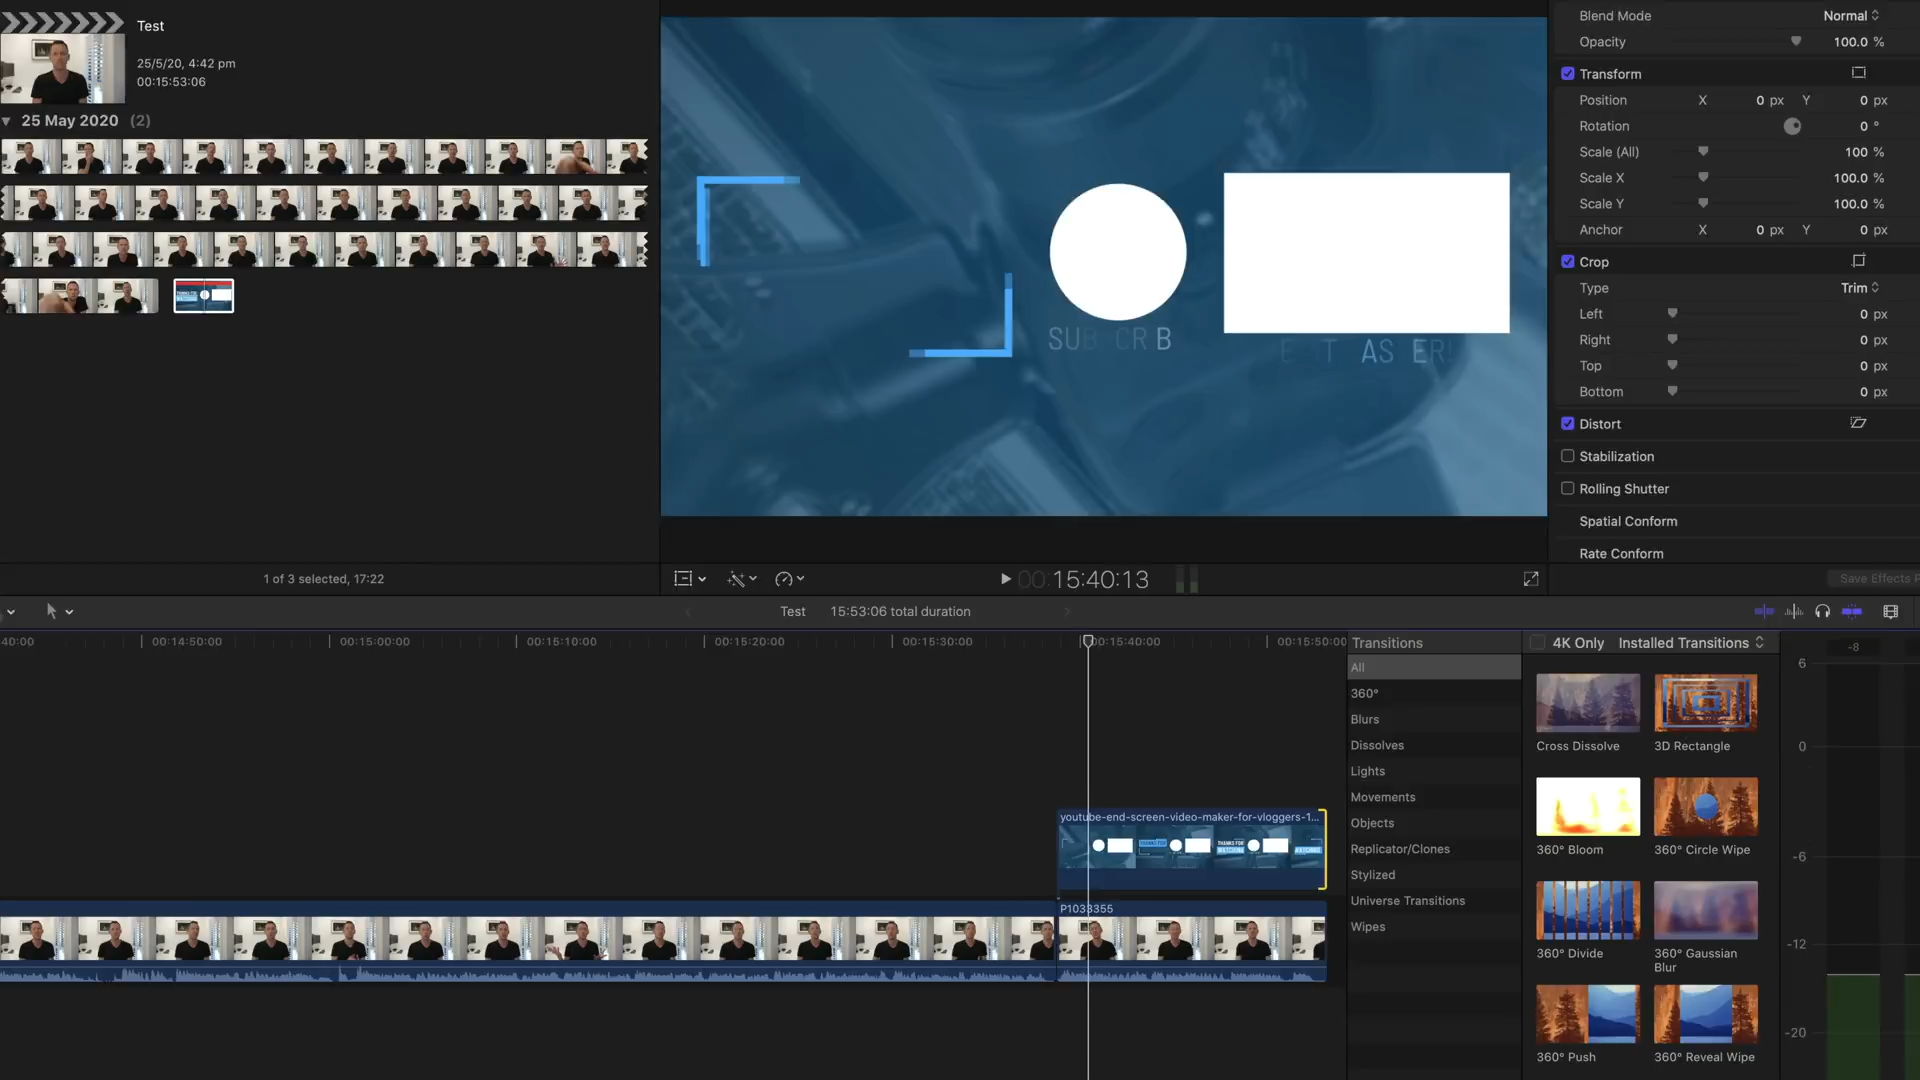 Test
25/5/20, 4:42 pm
00:15:53:06
25 May 2020 (2)
1 of 3 selected, 17:22
SUB CR B
E T AS ER
00:15:40:13
Blend Mode Normal
Opacity 100.0 %
Transform
Position X 0 px Y 0 px
Rotation 0 °
Scale (All) 100 %
Scale X 100.0 %
Scale Y 100.0 %
Anchor X 0 px Y 0 px
Crop
Type Trim
Left 0 px
Right 0 px
Top 0 px
Bottom 0 px
Distort
Stabilization
Rolling Shutter
Spatial Conform
Rate Conform
Save Effects P
Test 15:53:06 total duration
40:00 00:14:50:00 00:15:00:00 00:15:10:00 00:15:20:00 00:15:30:00 00:15:40:00 00:15:50:00
youtube-end-screen-video-maker-for-vloggers-1...
THANKS FOR
WATCHING
P1033355
Transitions
All
360°
Blurs
Dissolves
Lights
Movements
Objects
Replicator/Clones
Stylized
Universe Transitions
Wipes
4K Only Installed Transitions
Cross Dissolve 3D Rectangle
360° Bloom 360° Circle Wipe
360° Divide 360° Gaussian
Blur
360° Push 360° Reveal Wipe
-8
6
0
-6
-12
-20